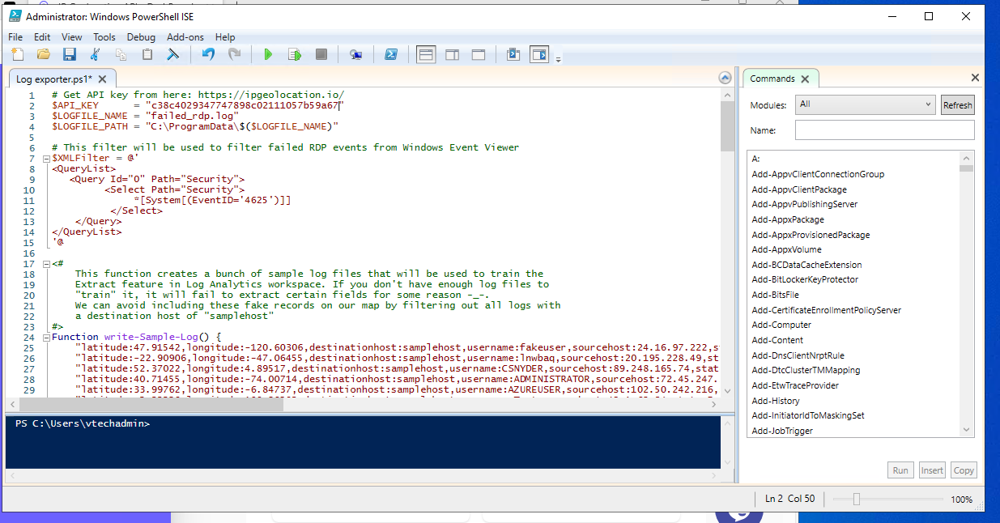 Administrator: Windows PowerShell ISE
File Edit View Tools Debug Add-ons Help
Log exporter.ps1*
1 # Get API key from here: https://ipgeolocation.io/
2 $API_KEY = "c38c4029347747898c02111057b59a67"
3 $LOGFILE_NAME = "failed_rdp.log"
4 $LOGFILE_PATH = "C:\ProgramData\$($LOGFILE_NAME)"
5
6 # This filter will be used to filter failed RDP events from Windows Event Viewer
7 $XMLFilter = @'
8 <QueryList>
9 <Query Id="0" Path="Security">
10 <Select Path="Security">
11 *[System[(EventID='4625')]]
12 </Select>
13 </Query>
14 </QueryList>
15 '@
16
17 <#
18 This function creates a bunch of sample log files that will be used to train the
19 Extract feature in Log Analytics workspace. If you don't have enough log files to
20 "train" it, it will fail to extract certain fields for some reason -_-.
21 We can avoid including these fake records on our map by filtering out all logs with
22 a destination host of "samplehost"
23 #>
24 Function write-Sample-Log() {
25 "latitude:47.91542,longitude:-120.60306,destinationhost:samplehost,username:fakeuser,sourcehost:24.16.97.222,s
26 "latitude:-22.90906,longitude:-47.06455,destinationhost:samplehost,username:lnwbaq,sourcehost:20.195.228.49,st
27 "latitude:52.37022,longitude:4.89517,destinationhost:samplehost,username:CSNYDER,sourcehost:89.248.165.74,stat
28 "latitude:40.71455,longitude:-74.00714,destinationhost:samplehost,username:ADMINISTRATOR,sourcehost:72.45.247.
29 "latitude:33.99762,longitude:-6.84737,destinationhost:samplehost,username:AZUREUSER,sourcehost:102.50.242.216,
PS C:\Users\vtechadmin>
Commands
Modules: All Refresh
Name:
A:
Add-AppvClientConnectionGroup
Add-AppvClientPackage
Add-AppvPublishingServer
Add-AppxPackage
Add-AppxProvisionedPackage
Add-AppxVolume
Add-BCDataCacheExtension
Add-BitLockerKeyProtector
Add-BitsFile
Add-CertificateEnrollmentPolicyServer
Add-Computer
Add-Content
Add-DnsClientNrptRule
Add-DtcClusterTMMapping
Add-EtwTraceProvider
Add-History
Add-InitiatorIdToMaskingSet
Add-JobTrigger
Run Insert Copy
Ln 2 Col 50 100%